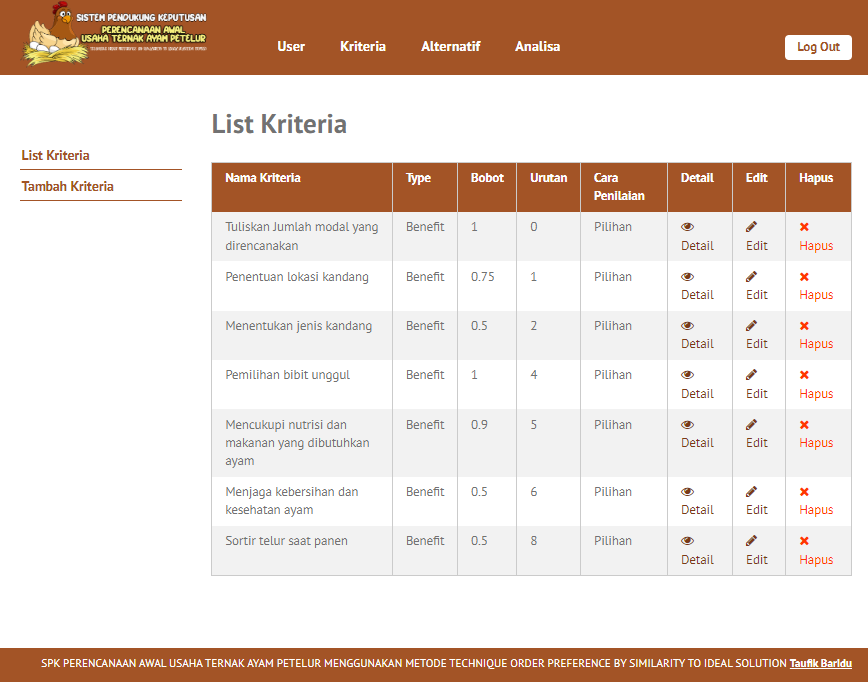 SISTEM PENDUKUNG KEPUTUSAN
PERENCANAAN AWAL
USAHA TERNAK AYAM PETELUR
User Kriteria Alternatif Analisa Log Out
List Kriteria
Tambah Kriteria
List Kriteria
Nama Kriteria Type Bobot Urutan Cara Penilaian Detail Edit Hapus
Tuliskan Jumlah modal yang direncanakan Benefit 1 0 Pilihan Detail Edit Hapus
Penentuan lokasi kandang Benefit 0.75 1 Pilihan Detail Edit Hapus
Menentukan jenis kandang Benefit 0.5 2 Pilihan Detail Edit Hapus
Pemilihan bibit unggul Benefit 1 4 Pilihan Detail Edit Hapus
Mencukupi nutrisi dan makanan yang dibutuhkan ayam Benefit 0.9 5 Pilihan Detail Edit Hapus
Menjaga kebersihan dan kesehatan ayam Benefit 0.5 6 Pilihan Detail Edit Hapus
Sortir telur saat panen Benefit 0.5 8 Pilihan Detail Edit Hapus
SPK PERENCANAAN AWAL USAHA TERNAK AYAM PETELUR MENGGUNAKAN METODE TECHNIQUE ORDER PREFERENCE BY SIMILARITY TO IDEAL SOLUTION Taufik Baridu